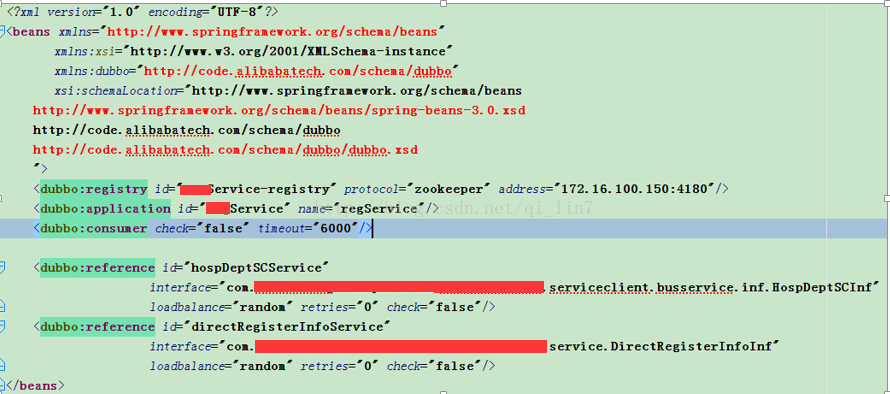 <?xml version="1.0" encoding="UTF-8"?>
<beans xmlns="http://www.springframework.org/schema/beans"
xmlns:xsi="http://www.w3.org/2001/XMLSchema-instance"
xmlns:dubbo="http://code.alibabatech.com/schema/dubbo"
xsi:schemaLocation="http://www.springframework.org/schema/beans
http://www.springframework.org/schema/beans/spring-beans-3.0.xsd
http://code.alibabatech.com/schema/dubbo
http://code.alibabatech.com/schema/dubbo/dubbo.xsd
">
<dubbo:registry id="Service-registry" protocol="zookeeper" address="172.16.100.150:4180"/>
<dubbo:application id="Service" name="regService"/>
<dubbo:consumer check="false" timeout="6000"/>
<dubbo:reference id="hospDeptSCService"
interface="com..serviceclient.busservice.inf.HospDeptSCInf"
loadbalance="random" retries="0" check="false"/>
<dubbo:reference id="directRegisterInfoService"
interface="com.service.DirectRegisterInfoInf"
loadbalance="random" retries="0" check="false"/>
</beans>